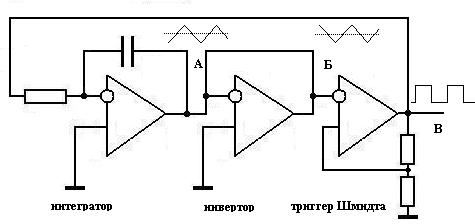 А
Б
В
интегратор
инвертор
триггер Шмидта